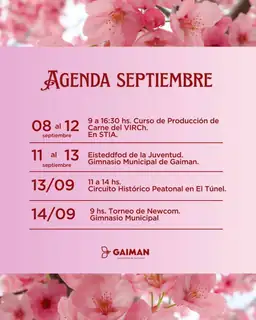 AGENDA SEPTIEMBRE
08 al 12
septiembre
9 a 16:30 hs. Curso de Producción de
Carne del VIRCh.
En STIA.
11 al 13
septiembre
Eisteddfod de la Juventud.
Gimnasio Municipal de Gaiman.
13/09
11 a 14 hs.
Circuito Histórico Peatonal en El Túnel.
14/09
9 hs. Torneo de Newcom.
Gimnasio Municipal
GAIMAN